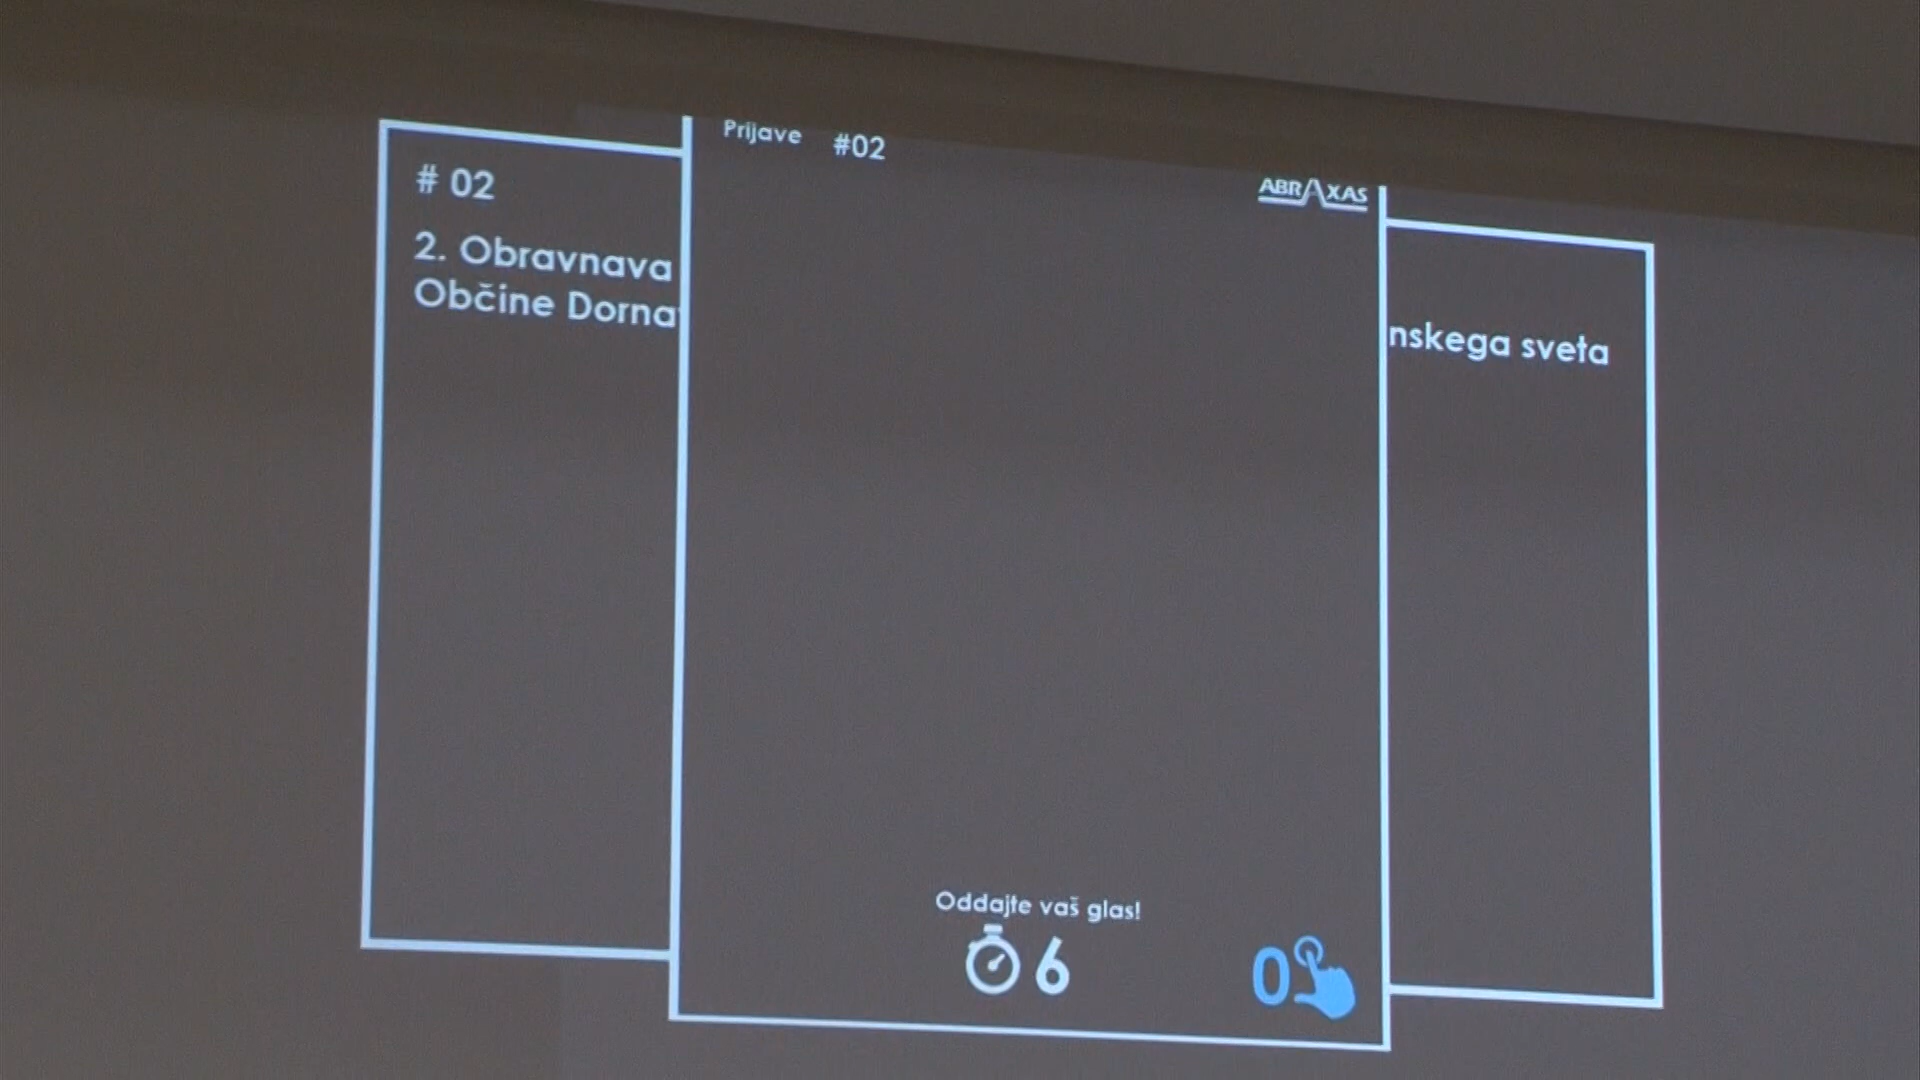 # 02
2. Obravnava
Občine Dorna
nskega sveta
Prijave #02
ABRAXAS
Oddajte vaš glas!
6
0